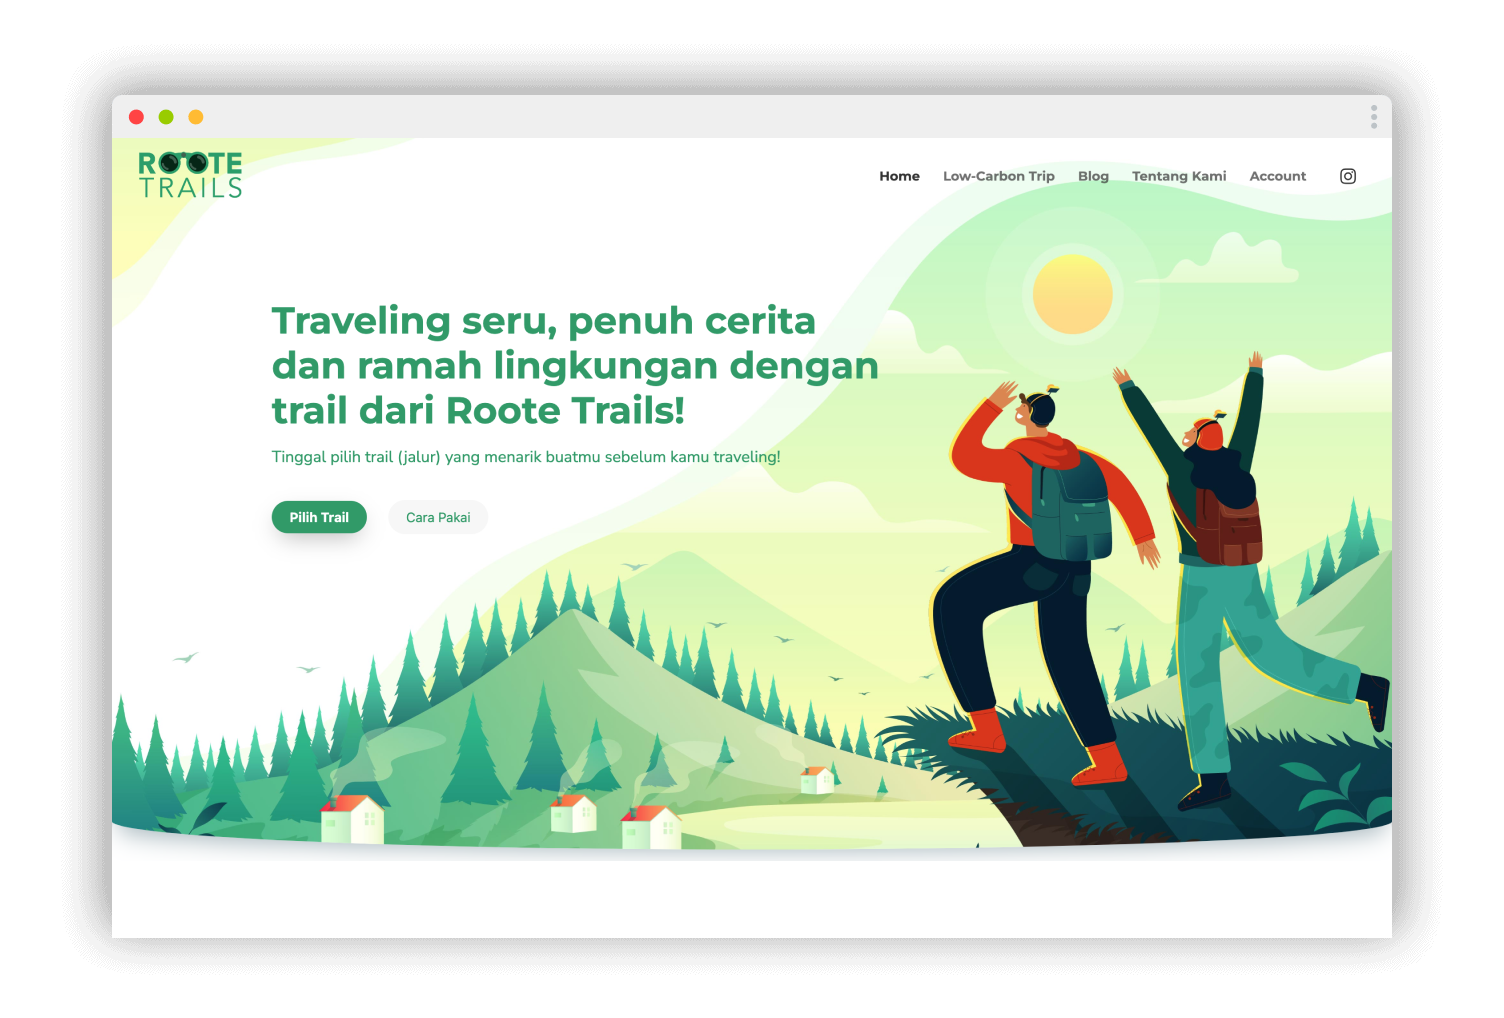 ROOTE
TRAILS
Home Low-Carbon Trip Blog Tentang Kami Account
Traveling seru, penuh cerita
dan ramah lingkungan dengan
trail dari Roote Trails!
Tinggal pilih trail (jalur) yang menarik buatmu sebelum kamu traveling!
Pilih Trail Cara Pakai